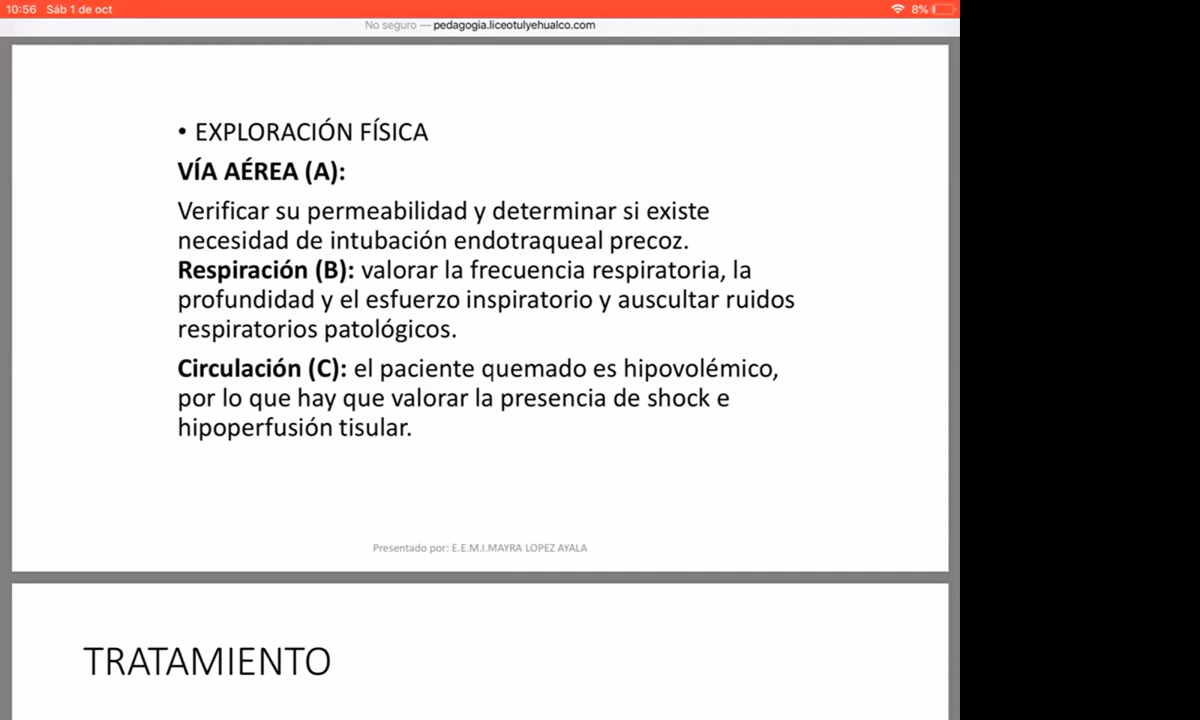 10:56 Sáb 1 de oct 8%
No seguro — pedagogia.liceotulyehualco.com
• EXPLORACIÓN FÍSICA
VÍA AÉREA (A):
Verificar su permeabilidad y determinar si existe
necesidad de intubación endotraqueal precoz.
Respiración (B): valorar la frecuencia respiratoria, la
profundidad y el esfuerzo inspiratorio y auscultar ruidos
respiratorios patológicos.
Circulación (C): el paciente quemado es hipovolémico,
por lo que hay que valorar la presencia de shock e
hipoperfusión tisular.
Presentado por: E.E.M.I.MAYRA LOPEZ AYALA
TRATAMIENTO